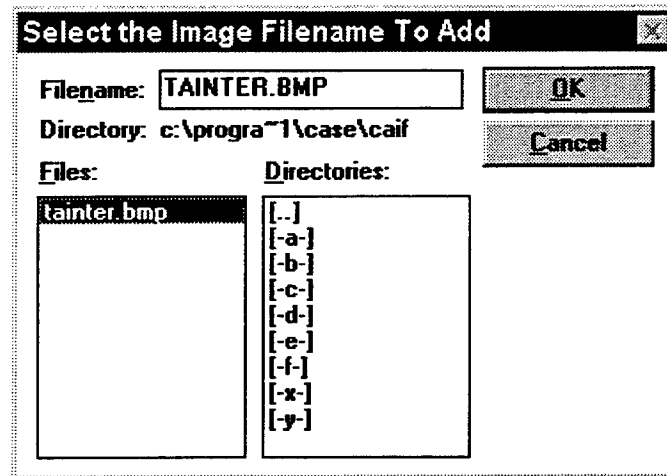 Select the Image Filename To Add
Filename: TAINTER.BMP
OK
Directory: c:\progra~1\case\caif
Cancel
Files:
Directories:
tainter.bmp
[..]
[-a-]
[-b-]
[-c-]
[-d-]
[-e-]
[-f-]
[-x-]
[-y-]